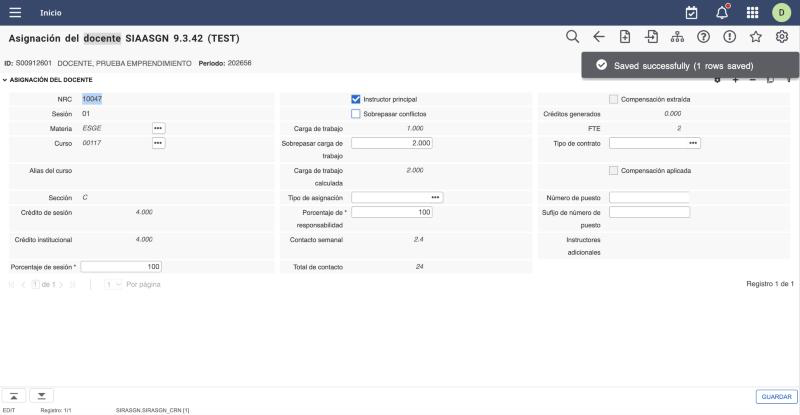 Inicio
D
Asignación del docente SIAASGN 9.3.42 (TEST)
ID: S00912601 DOCENTE, PRUEBA EMPRENDIMIENTO Periodo: 202656
Saved successfully (1 rows saved)
ASIGNACIÓN DEL DOCENTE
NRC 10047 Instructor principal Compensación extraída
Sesión 01 Sobrepasar conflictos Créditos generados 0.000
Materia ESGE Carga de trabajo 1.000 FTE 2
Curso 00117 Sobrepasar carga de trabajo 2.000 Tipo de contrato
Alias del curso Carga de trabajo calculada 2.000 Compensación aplicada
Sección C Tipo de asignación Número de puesto
Crédito de sesión 4.000 Porcentaje de * responsabilidad 100 Sufijo de número de puesto
Crédito institucional 4.000 Contacto semanal 2.4 Instructores adicionales
Porcentaje de sesión * 100 Total de contacto 24
1 de 1 1 Por página Registro 1 de 1
GUARDAR
EDIT Registro: 1/1 SIRASGN.SIRASGN_CRN [1]